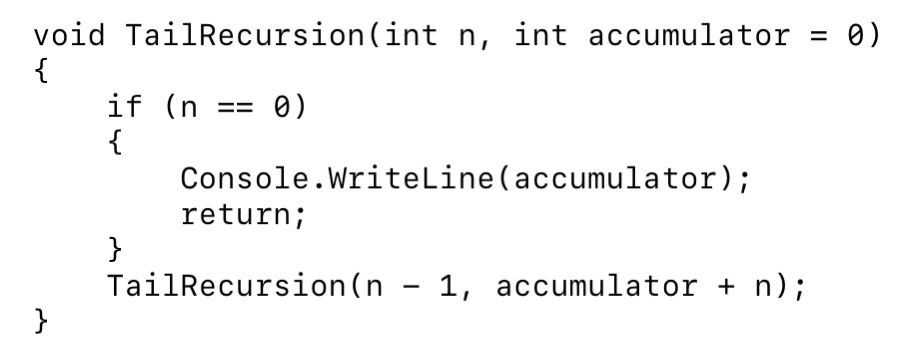 void TailRecursion(int n, int accumulator = 0)
{
    if (n == 0)
    {
        Console.WriteLine(accumulator);
        return;
    }
    TailRecursion(n − 1, accumulator + n);
}